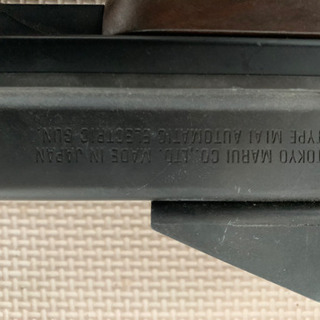 TOKYO MARUI CO.,LTD. MADE IN JAPAN
TYPE M1A1 AUTOMATIC ELECTRIC GUN.